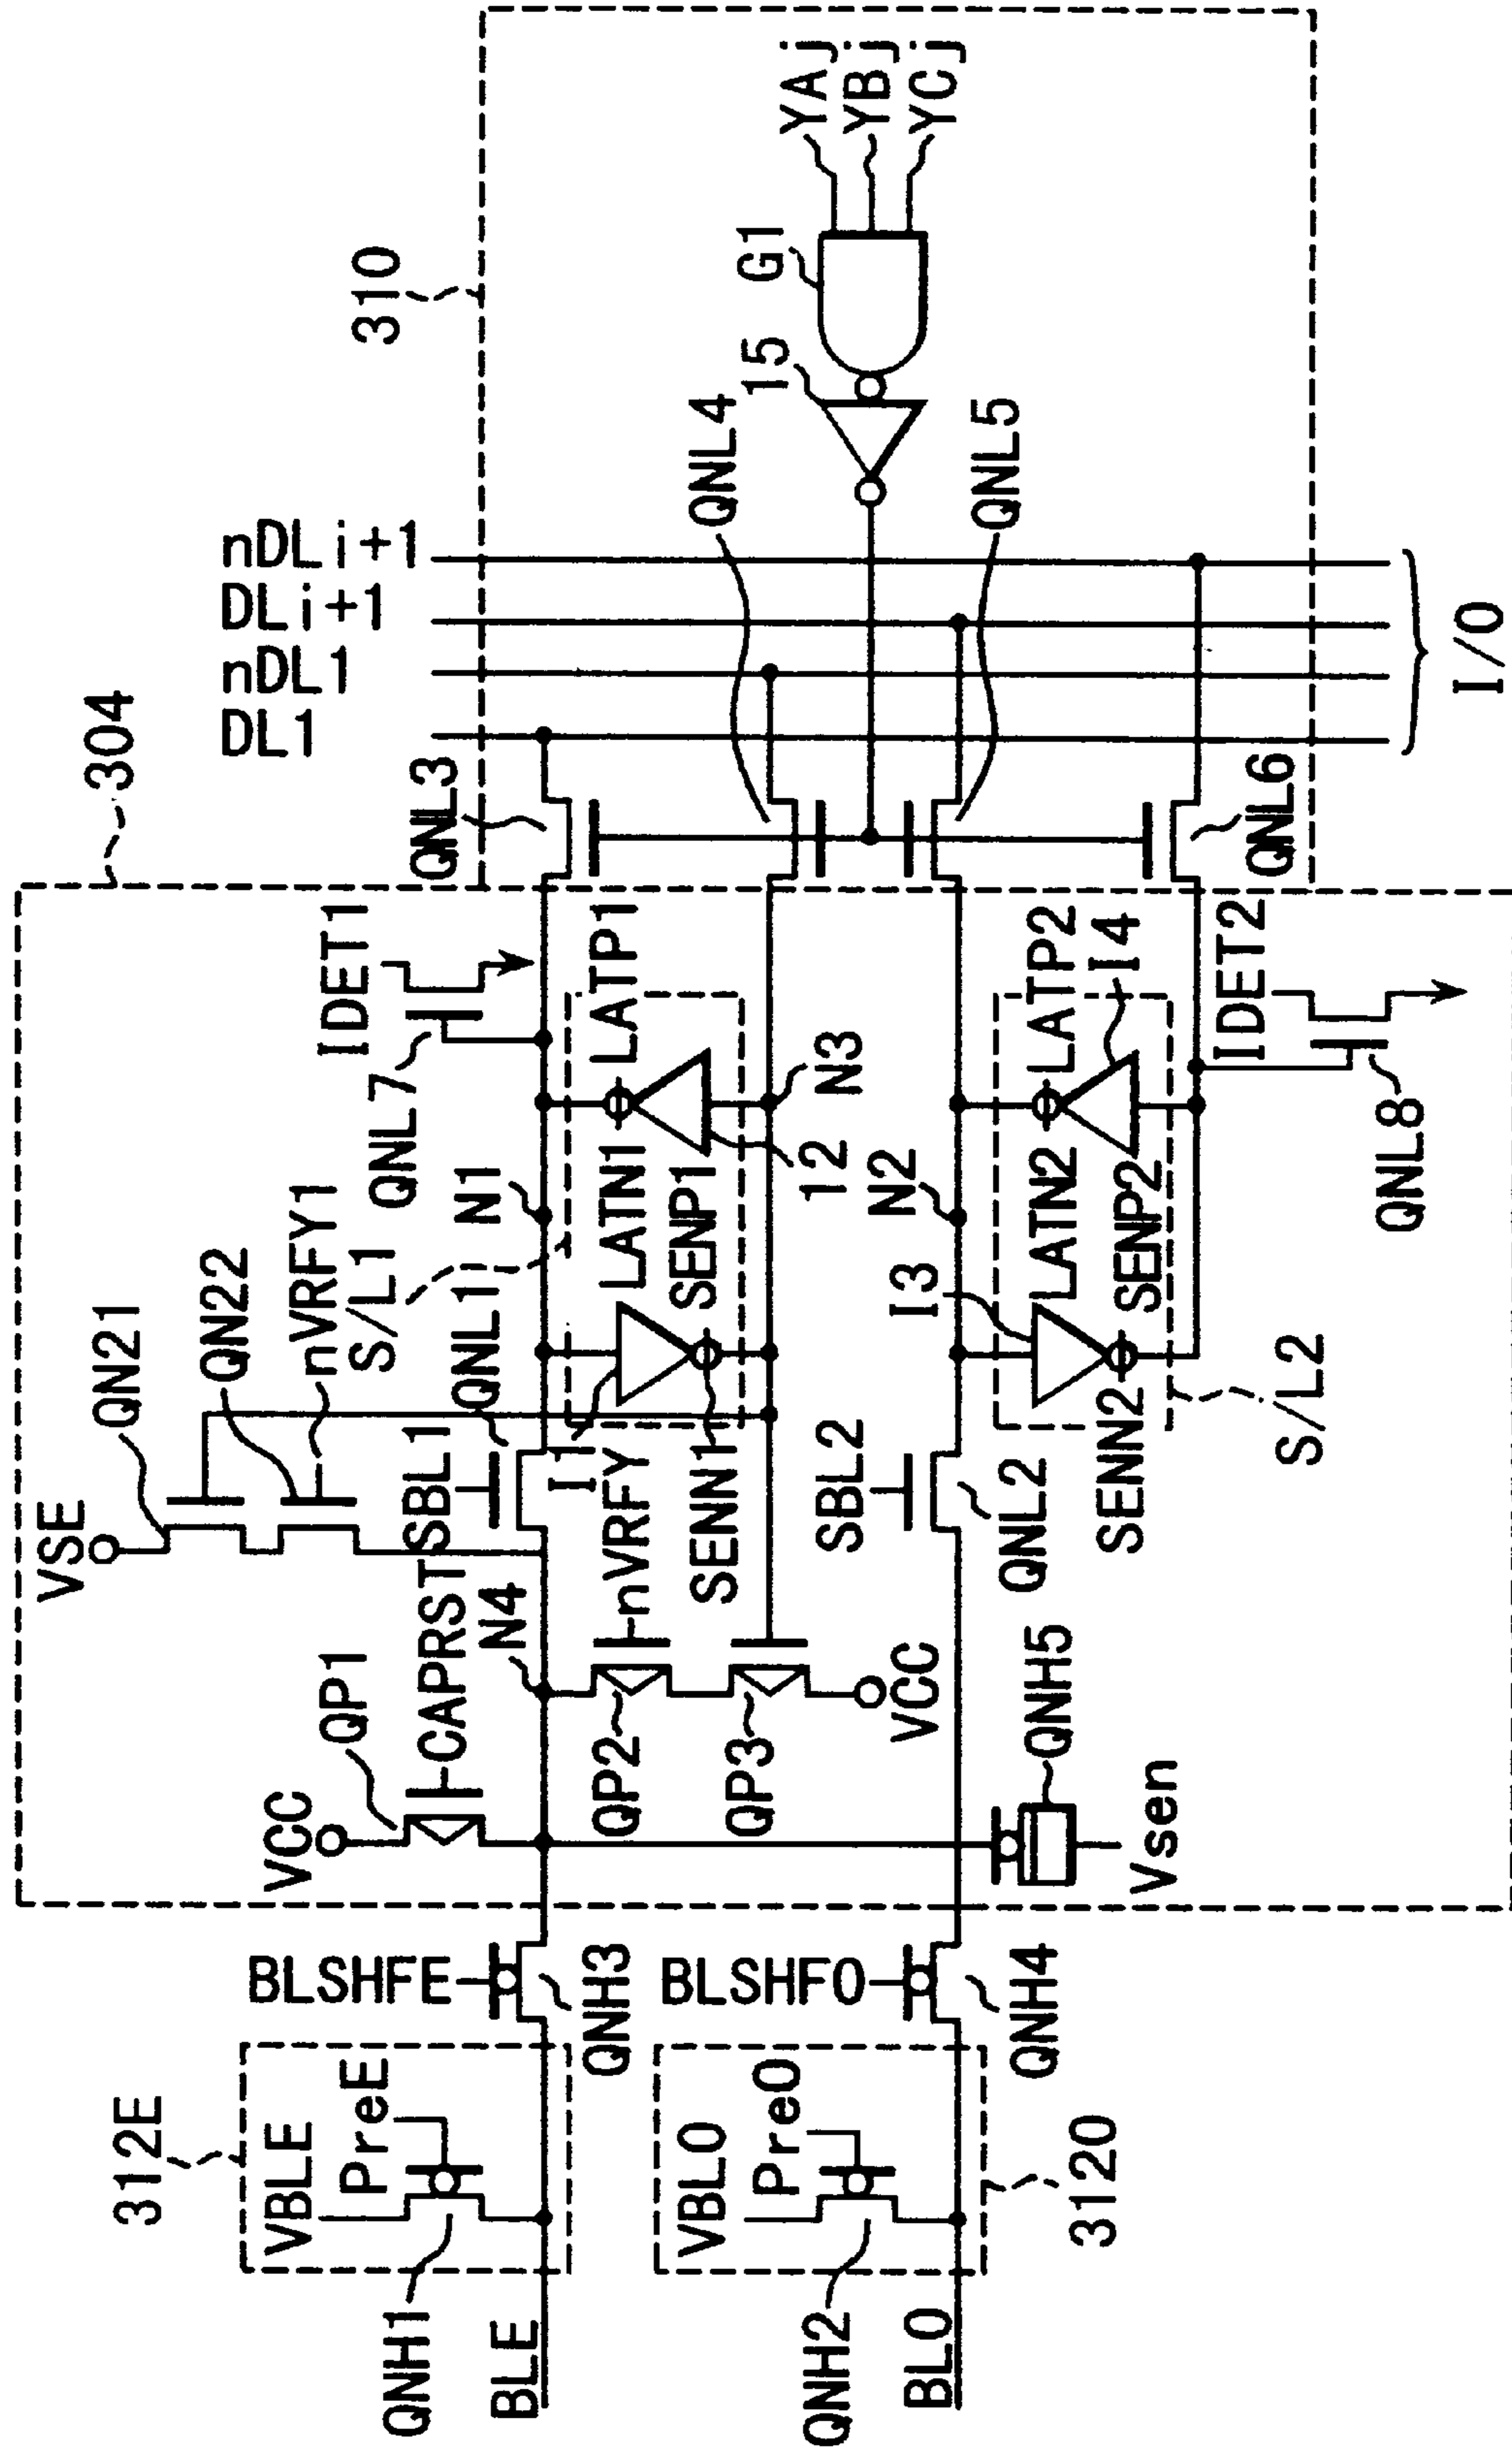 312E
VBLE
PreE
QNH1
BLE
VBLO
PreO
QNH2
BLO
312O
BLSHFE
QNH3
BLSHFO
QNH4
304
VCC
QP1
CAPRST
N4
QP2
nVRFY
QP3
VCC
QNH5
Vsen
VSE
QN21
QN22
nVRFY1
S/L1
SBL1
QNL1
N1
QNL7
IDET1
I1
LATN1
LATP1
SENN1
SENP1
12
N3
SBL2
QNL2
N2
I3
LATN2
LATP2
I4
SENN2
SENP2
S/L2
IDET2
QNL8
nDLi+1
DLi+1
nDL1
DL1
QNL3
QNL4
QNL5
QNL6
I/O
310
15
G1
YAj
YBj
YCj